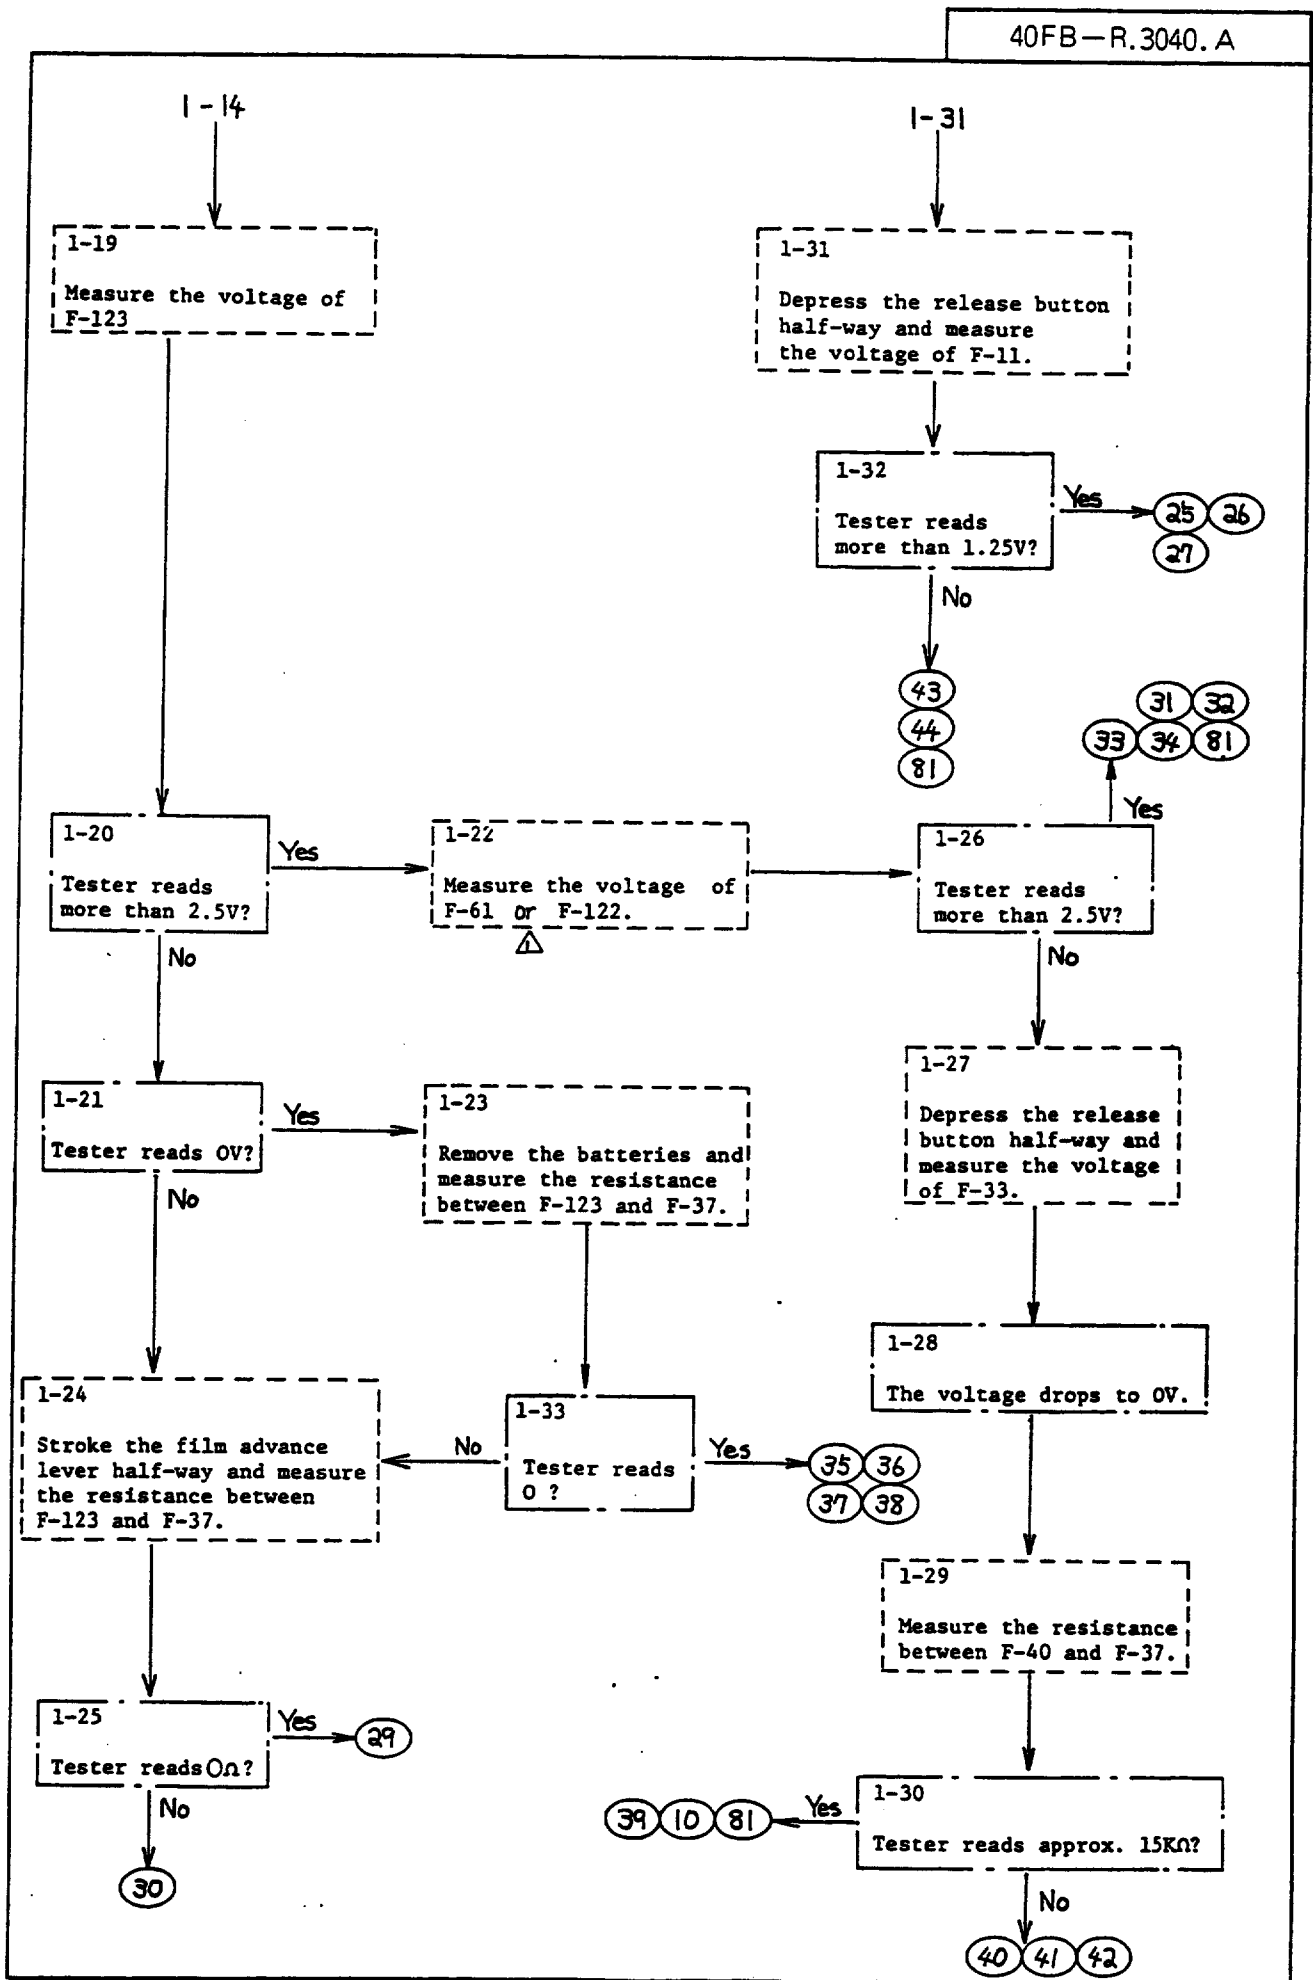 40FB-R.3040.A
1-14
1-31
1-19
Measure the voltage of
F-123
1-31
Depress the release button
half-way and measure
the voltage of F-11.
1-32
Tester reads
more than 1.25V?
Yes
25 26
27
No
43
44
81
31 32
33 34 81
Yes
1-20
Tester reads
more than 2.5V?
Yes
1-22
Measure the voltage of
F-61 or F-122.
1
1-26
Tester reads
more than 2.5V?
No
No
1-21
Tester reads 0V?
Yes
1-23
Remove the batteries and
measure the resistance
between F-123 and F-37.
1-27
Depress the release
button half-way and
measure the voltage
of F-33.
No
1-28
The voltage drops to 0V.
1-24
Stroke the film advance
lever half-way and measure
the resistance between
F-123 and F-37.
No
1-33
Tester reads
0 ?
Yes
35 36
37 38
1-29
Measure the resistance
between F-40 and F-37.
1-25
Tester reads 0Ω?
Yes
29
No
30
1-30
Tester reads approx. 15KΩ?
Yes
39 10 81
No
40 41 42